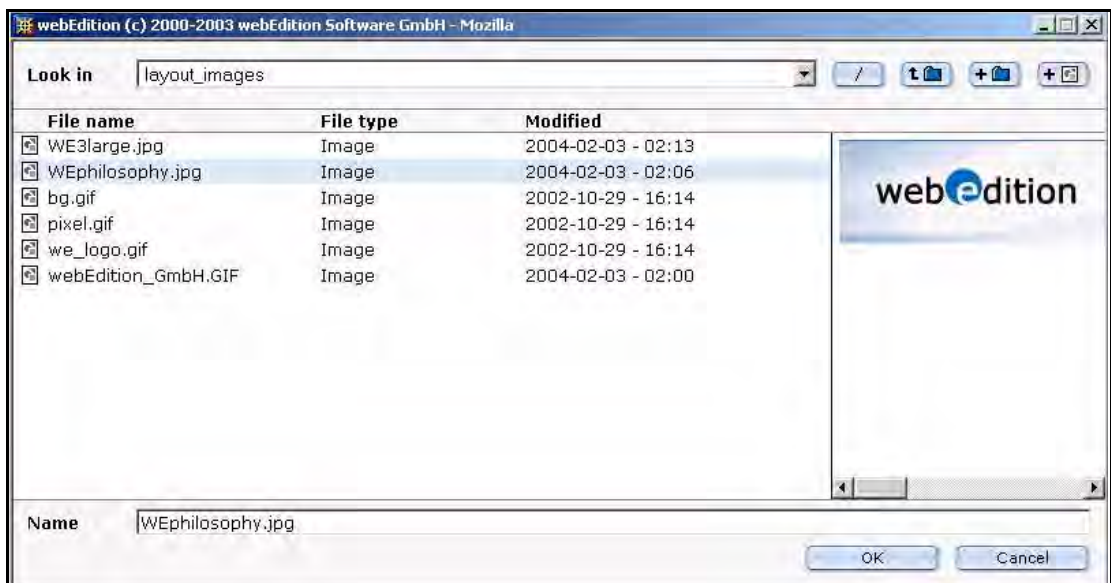 webEdition (c) 2000-2003 webEdition Software GmbH - Mozilla
Look in layout_images /
File name File type Modified
WE3large.jpg Image 2004-02-03 - 02:13
WEphilosophy.jpg Image 2004-02-03 - 02:06
bg.gif Image 2002-10-29 - 16:14
pixel.gif Image 2002-10-29 - 16:14
we_logo.gif Image 2002-10-29 - 16:14
webEdition_GmbH.GIF Image 2004-02-03 - 02:00
webedition
Name WEphilosophy.jpg
OK Cancel